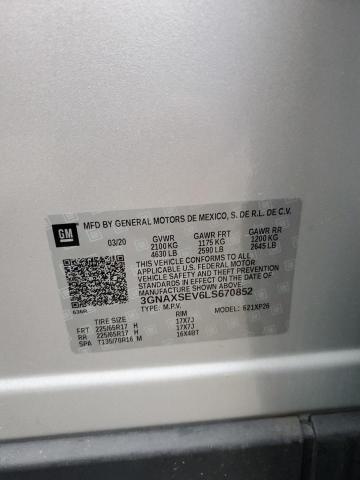 GM
MFD BY GENERAL MOTORS DE MEXICO, S. DE R.L. DE C.V.
03/20 GVWR GAWR FRT GAWR RR
2100 KG 1175 KG 1200 KG
4630 LB 2590 LB 2645 LB
THIS VEHICLE CONFORMS TO ALL
APPLICABLE U.S. FEDERAL MOTOR
VEHICLE SAFETY AND THEFT
PREVENTION STANDARDS IN EFFECT ON
THE DATE OF MANUFACTURE SHOWN ABOVE.
3GNAXSEV6LS670852
TYPE: M.P.V. MODEL: 621XP26
TIRE SIZE RIM
FRT 225/65R17 H 17X7J
RR 225/65R17 H 17X7J
SPA T135/70R16 M 16X4BT